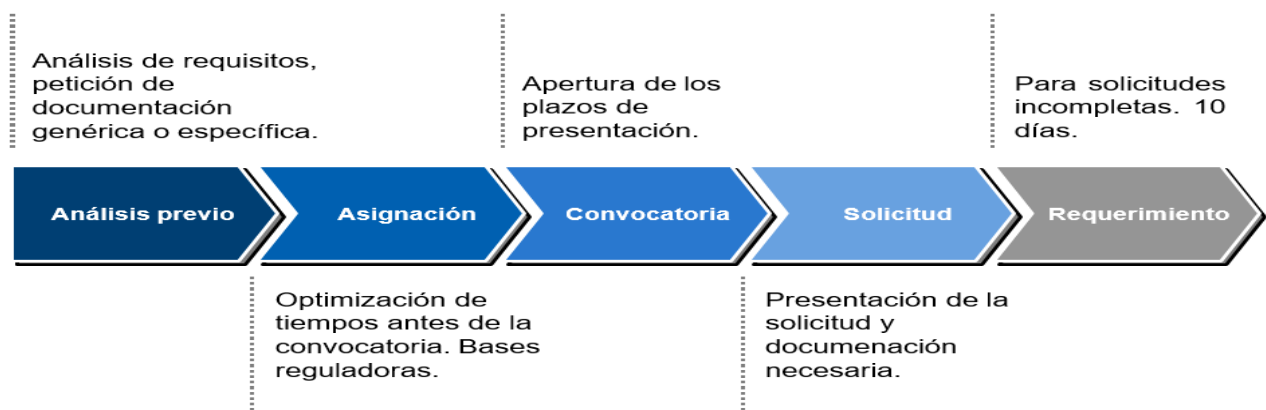 Análisis de requisitos,
petición de
documentación
genérica o específica.
Apertura de los
plazos de
presentación.
Para solicitudes
incompletas. 10
días.
Análisis previo
Asignación
Convocatoria
Solicitud
Requerimiento
Optimización de
tiempos antes de la
convocatoria. Bases
reguladoras.
Presentación de la
solicitud y
documenación
necesaria.